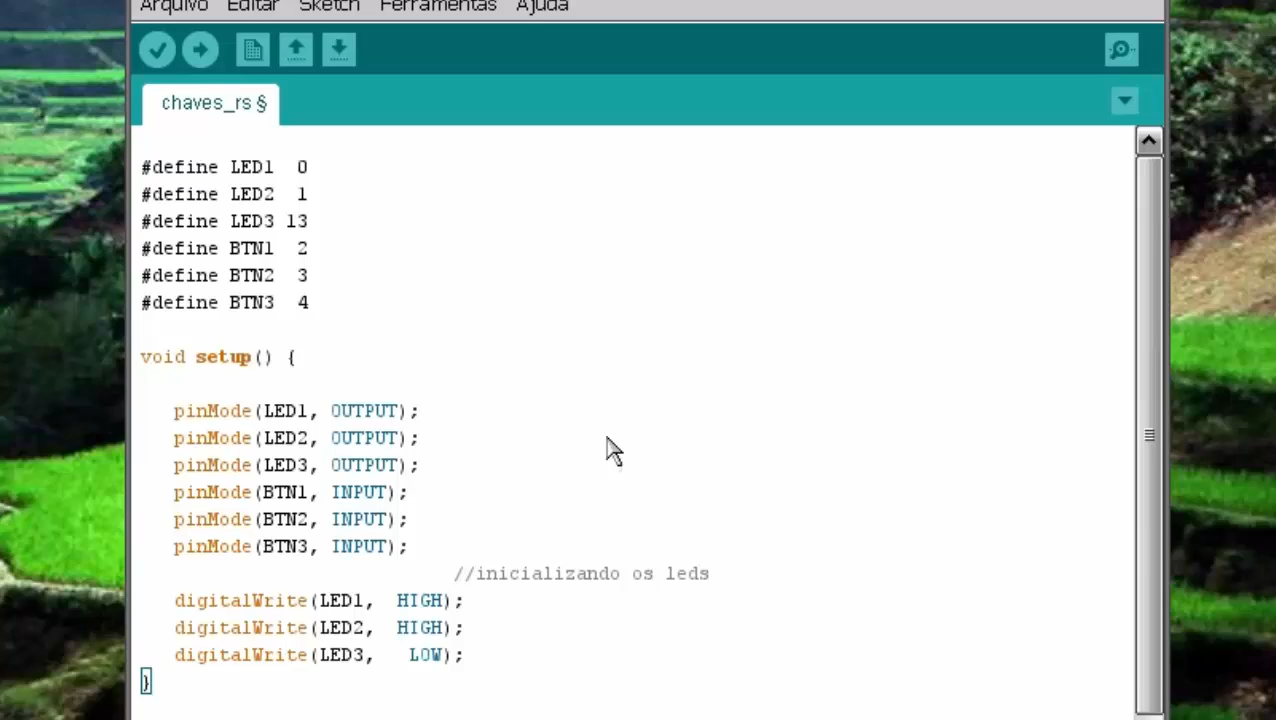 Arquivo Editar Sketch Ferramentas Ajuda
chaves_rs §
#define LED1  0
#define LED2  1
#define LED3 13
#define BTN1  2
#define BTN2  3
#define BTN3  4
void setup() {
pinMode(LED1, OUTPUT);
pinMode(LED2, OUTPUT);
pinMode(LED3, OUTPUT);
pinMode(BTN1, INPUT);
pinMode(BTN2, INPUT);
pinMode(BTN3, INPUT);
//inicializando os leds
digitalWrite(LED1,  HIGH);
digitalWrite(LED2,  HIGH);
digitalWrite(LED3,   LOW);
}